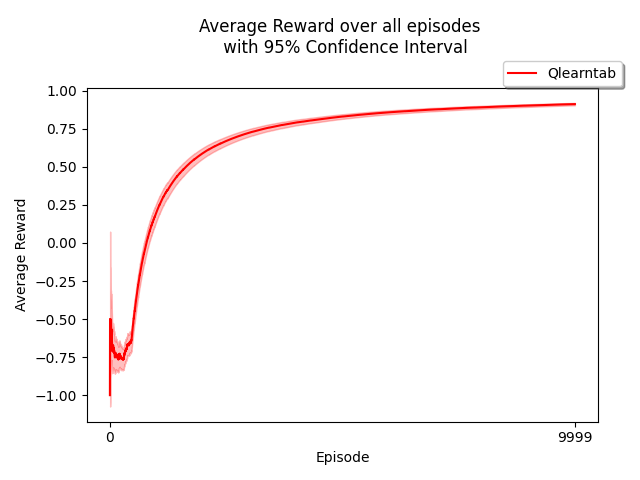 Average Reward over all episodes
with 95% Confidence Interval
Qlearntab
1.00
0.75
0.50
0.25
0.00
−0.25
−0.50
−0.75
−1.00
Average Reward
0
9999
Episode